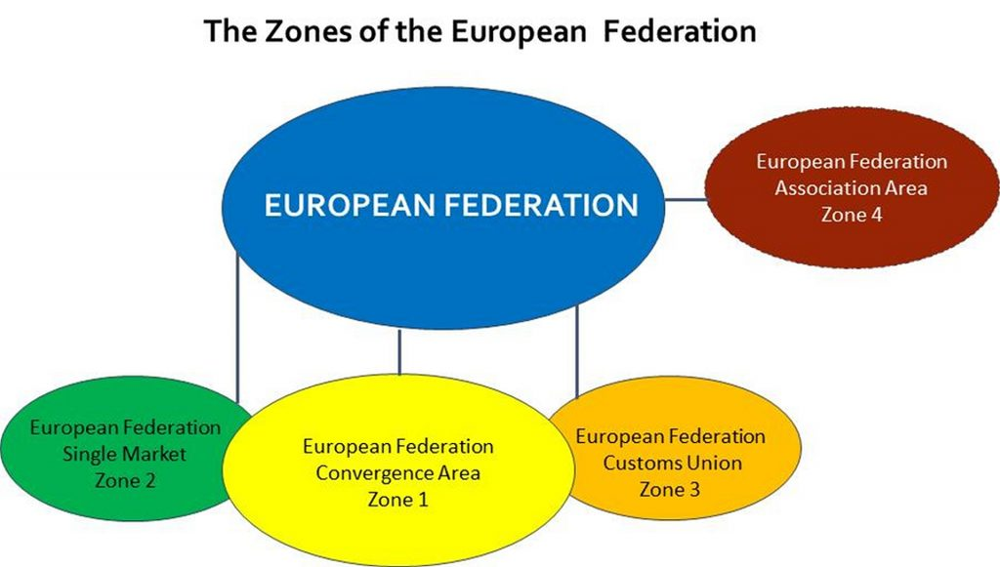 The Zones of the European Federation
EUROPEAN FEDERATION
European Federation
Association Area
Zone 4
European Federation
Single Market
Zone 2
European Federation
Convergence Area
Zone 1
European Federation
Customs Union
Zone 3